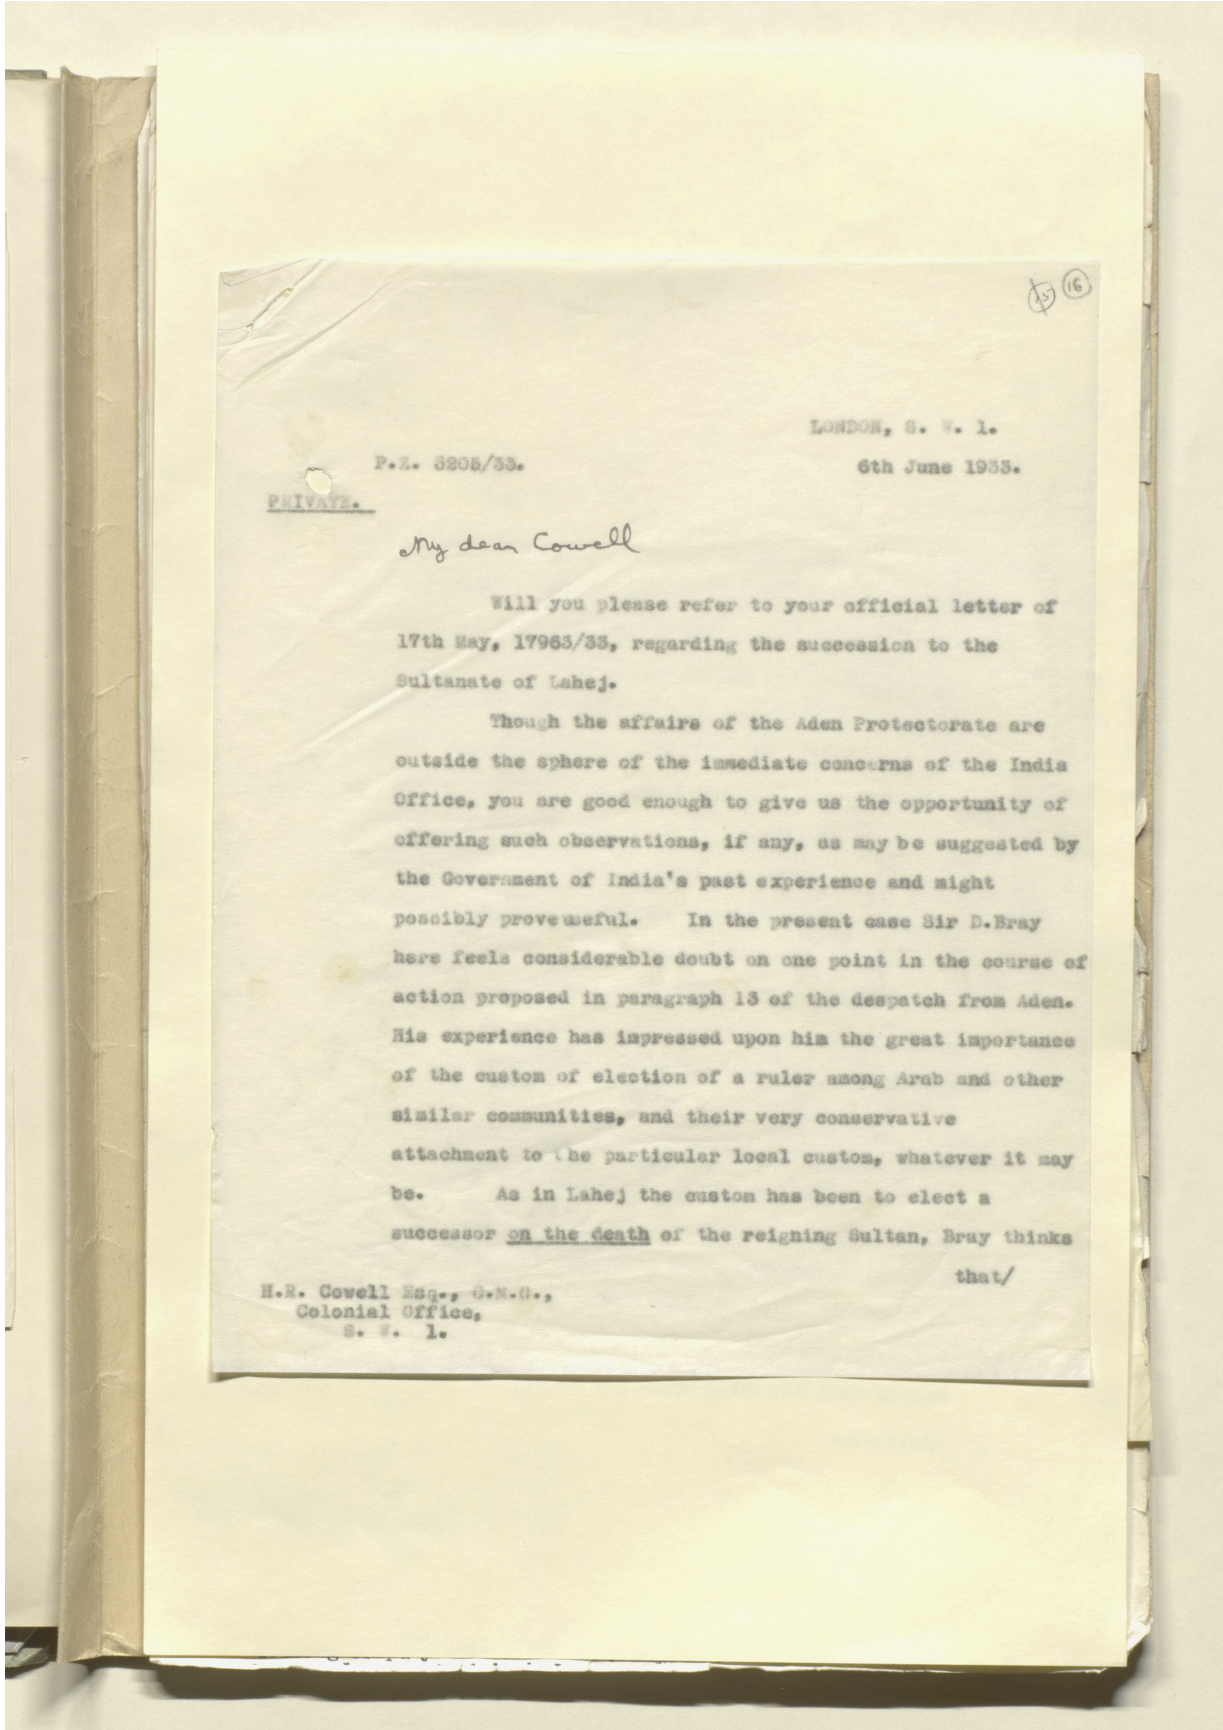 15 16
LONDON, S. W. 1.
P.Z. 3205/33.
6th June 1933.
PRIVATE.
My dear Cowell
Will you please refer to your official letter of
17th May, 17963/33, regarding the succession to the
Sultanate of Lahej.
Though the affairs of the Aden Protectorate are
outside the sphere of the immediate concerns of the India
Office, you are good enough to give us the opportunity of
offering such observations, if any, as may be suggested by
the Government of India's past experience and might
possibly prove useful. In the present case Sir D.Bray
here feels considerable doubt on one point in the course of
action proposed in paragraph 13 of the despatch from Aden.
His experience has impressed upon him the great importance
of the custom of election of a ruler among Arab and other
similar communities, and their very conservative
attachment to the particular local custom, whatever it may
be. As in Lahej the custom has been to elect a
successor on the death of the reigning Sultan, Bray thinks
that/
H.R. Cowell Esq., C.M.G.,
Colonial Office,
S. W. 1.